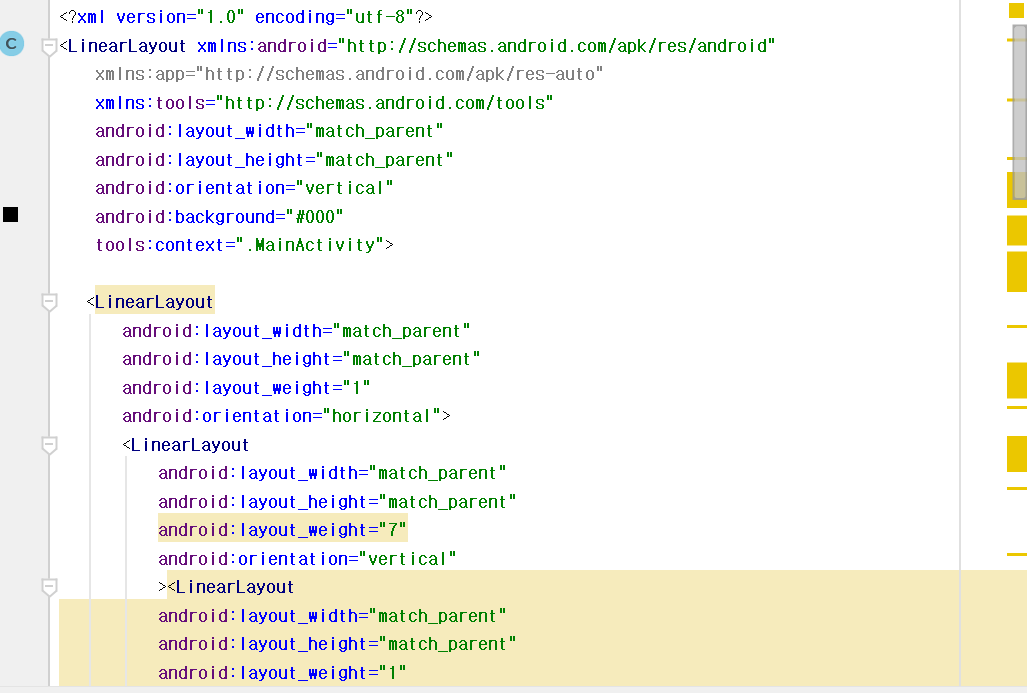 <?xml version="1.0" encoding="utf-8"?>
C
<LinearLayout xmlns:android="http://schemas.android.com/apk/res/android"
xmlns:app="http://schemas.android.com/apk/res-auto"
xmlns:tools="http://schemas.android.com/tools"
android:layout_width="match_parent"
android:layout_height="match_parent"
android:orientation="vertical"
android:background="#000"
tools:context=".MainActivity">
<LinearLayout
android:layout_width="match_parent"
android:layout_height="match_parent"
android:layout_weight="1"
android:orientation="horizontal">
<LinearLayout
android:layout_width="match_parent"
android:layout_height="match_parent"
android:layout_weight="7"
android:orientation="vertical"
><LinearLayout
android:layout_width="match_parent"
android:layout_height="match_parent"
android:layout_weight="1"